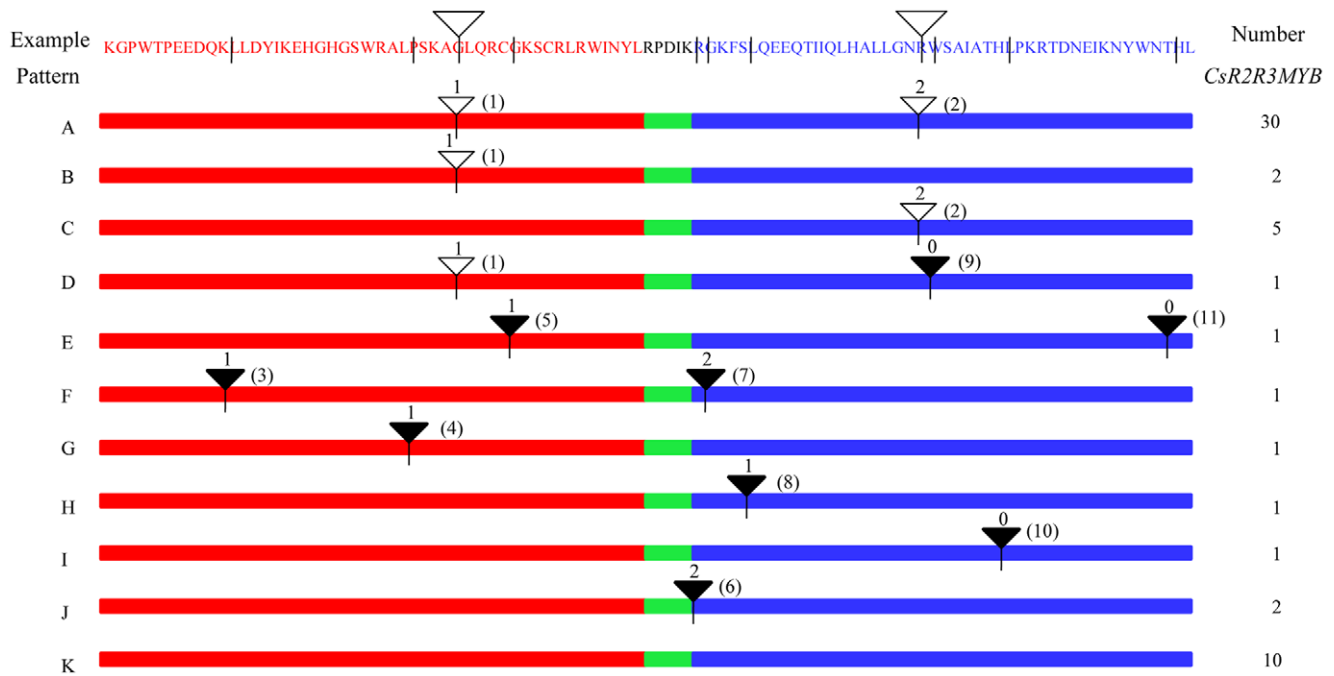 Example
Pattern
KGPWTPEEDQKLLDYIKEHGHGSWRALPSKAGLQRCGKSCRLRWINYLRPDIKRGKFSLQEEQTIIQLHALLGNRWSAIATHLPKRTDNEIKNYWNTHL
Number
CsR2R3MYB
A 1 (1) 2 (2) 30
B 1 (1) 2
C 2 (2) 5
D 1 (1) 0 (9) 1
E 1 (5) 0 (11) 1
F 1 (3) 2 (7) 1
G 1 (4) 1
H 1 (8) 1
I 0 (10) 1
J 2 (6) 2
K 10